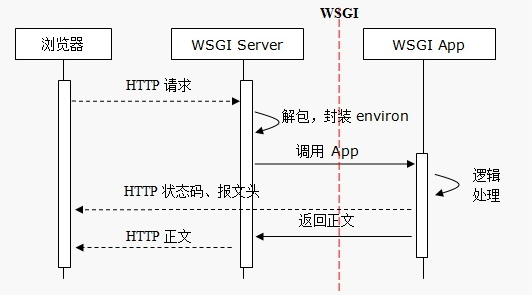 WSGI
浏览器
WSGI Server
WSGI App
HTTP 请求
解包，封装 environ
调用 App
逻辑
处理
HTTP 状态码、报文头
返回正文
HTTP 正文